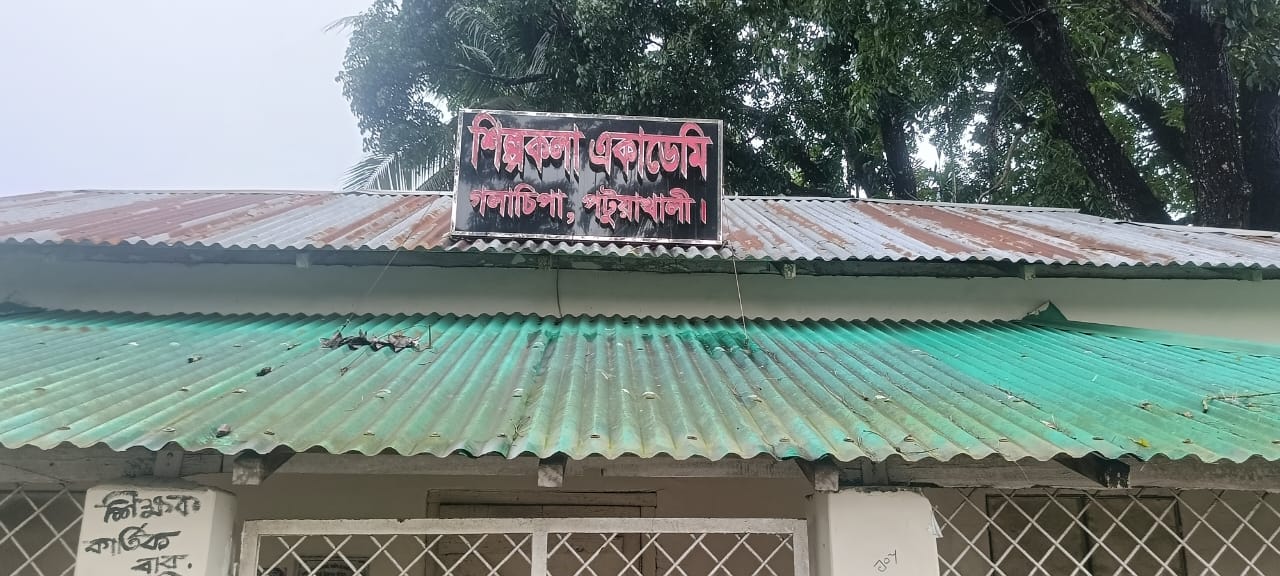 শিল্পকলা একাডেমি
গলাচিপা, পটুয়াখালী।
শিক্ষক
কার্তিক
বাবু